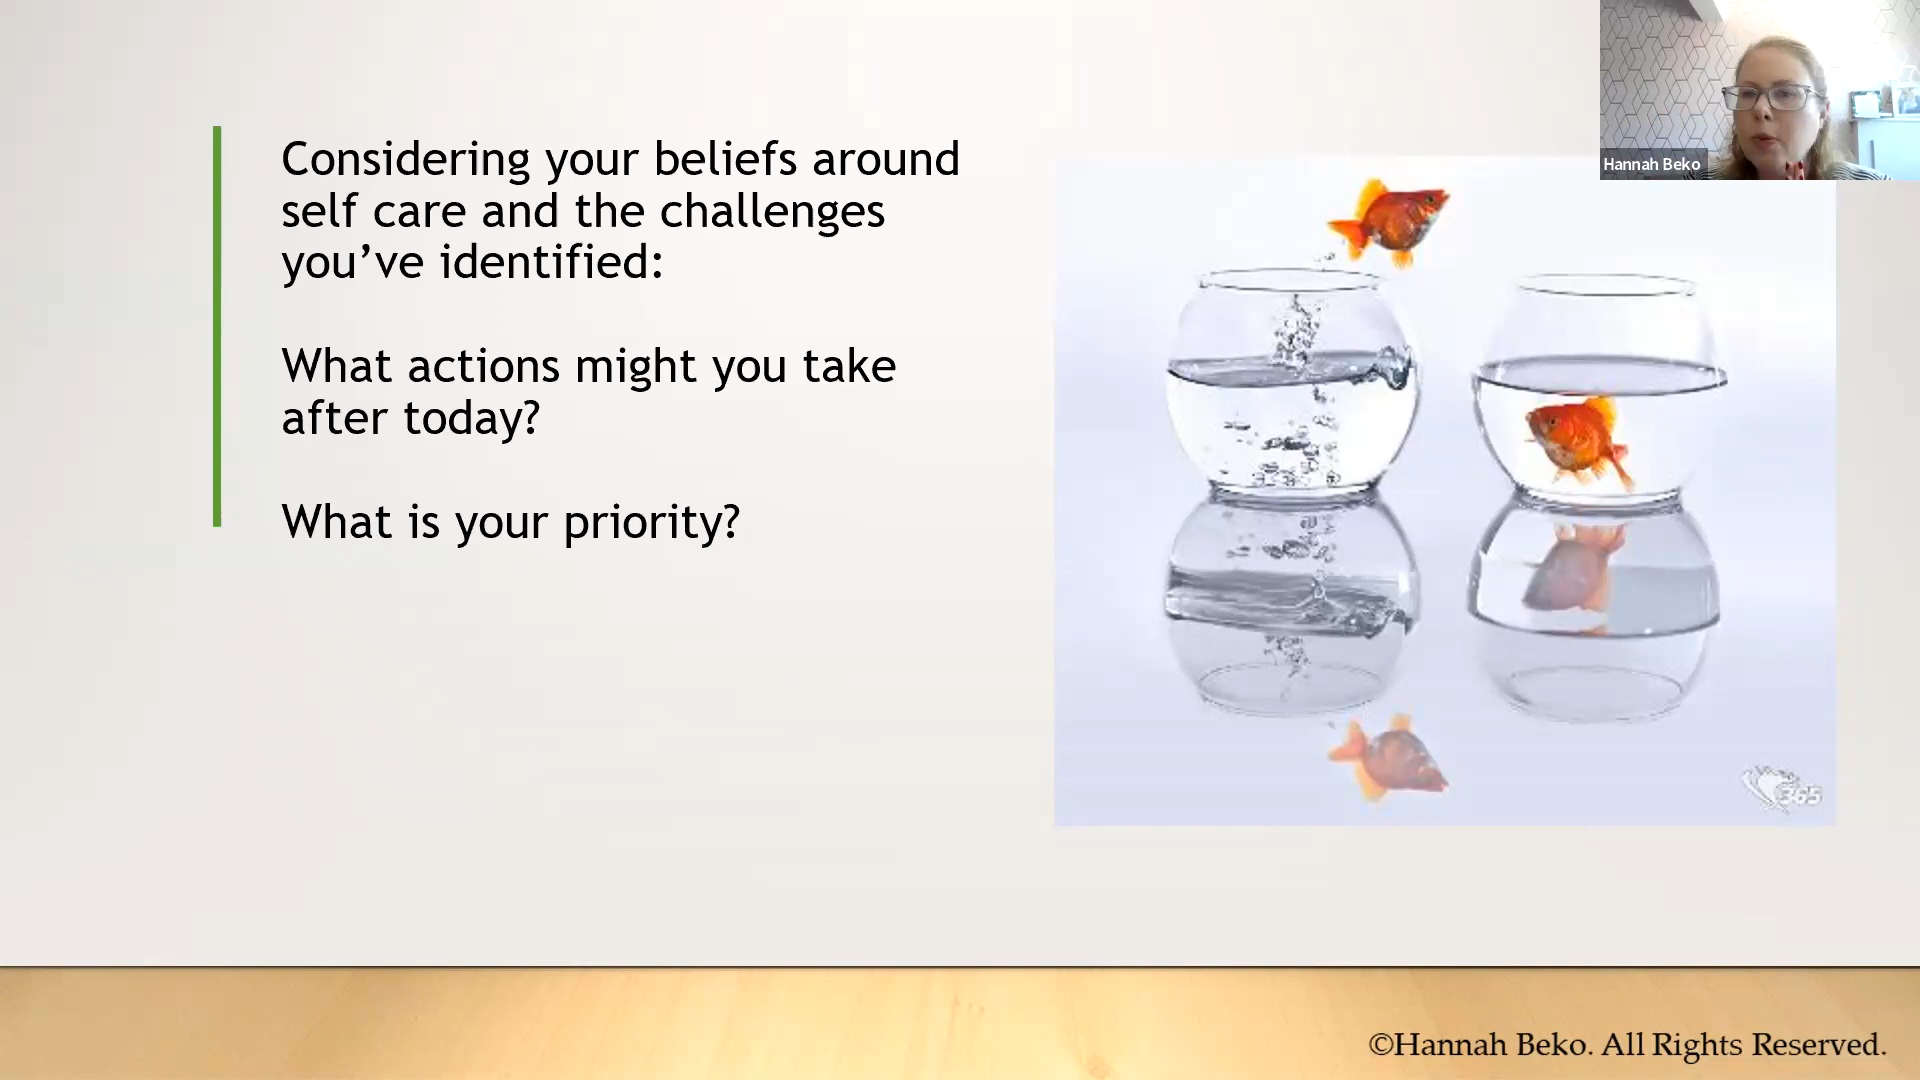 Considering your beliefs around
self care and the challenges
you’ve identified:
What actions might you take
after today?
What is your priority?
Hannah Beko
365
©Hannah Beko. All Rights Reserved.